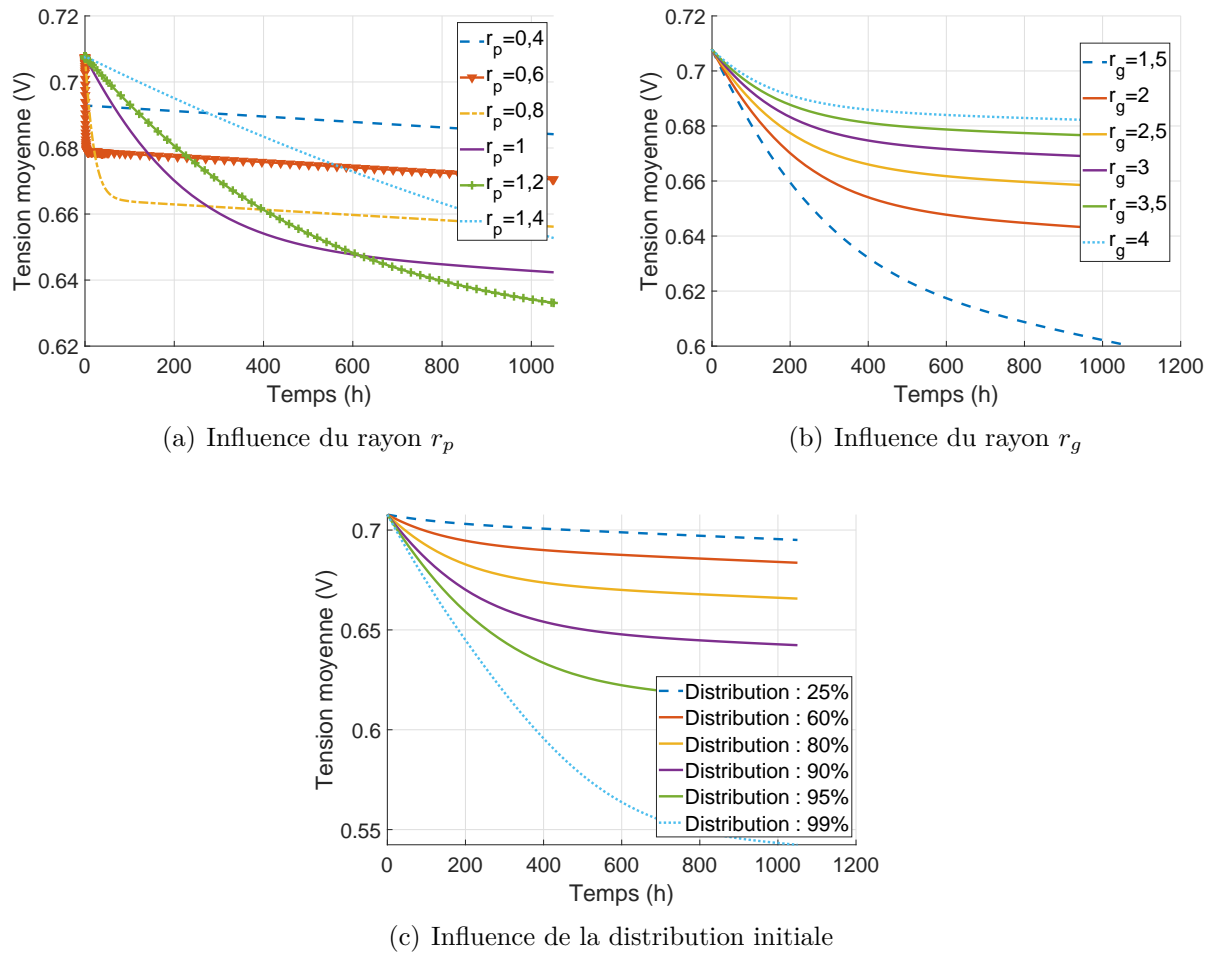 0.72
0.7
0.68
0.66
0.64
0.62
Tension moyenne (V)
0
200
400
600
800
1000
Temps (h)
r_p=0,4
r_p=0,6
r_p=0,8
r_p=1
r_p=1,2
r_p=1,4
(a) Influence du rayon r_p
0.72
0.7
0.68
0.66
0.64
0.62
0.6
Tension moyenne (V)
0
200
400
600
800
1000
1200
Temps (h)
r_g=1,5
r_g=2
r_g=2,5
r_g=3
r_g=3,5
r_g=4
(b) Influence du rayon r_g
0.7
0.65
0.6
0.55
Tension moyenne (V)
0
200
400
600
800
1000
1200
Temps (h)
Distribution : 25%
Distribution : 60%
Distribution : 80%
Distribution : 90%
Distribution : 95%
Distribution : 99%
(c) Influence de la distribution initiale